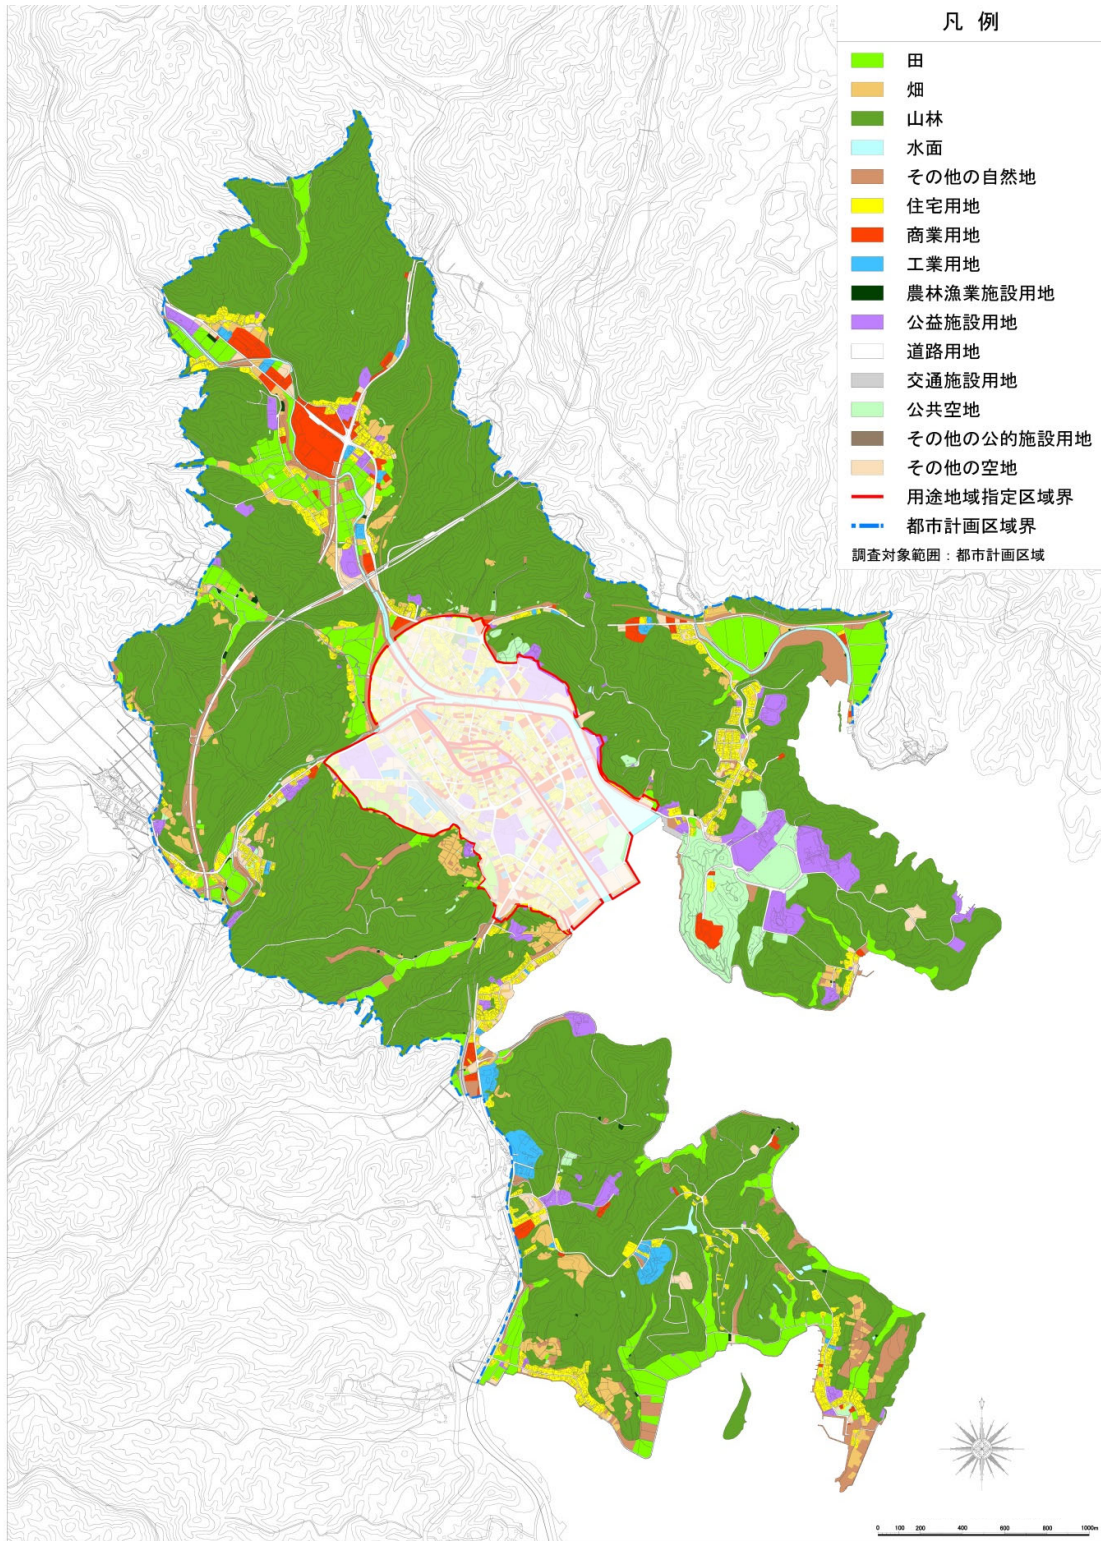 凡 例
田
畑
山林
水面
その他の自然地
住宅用地
商業用地
工業用地
農林漁業施設用地
公益施設用地
道路用地
交通施設用地
公共空地
その他の公的施設用地
その他の空地
用途地域指定区域界
都市計画区域界
調査対象範囲：都市計画区域
0 100 200 400 600 800 1000m